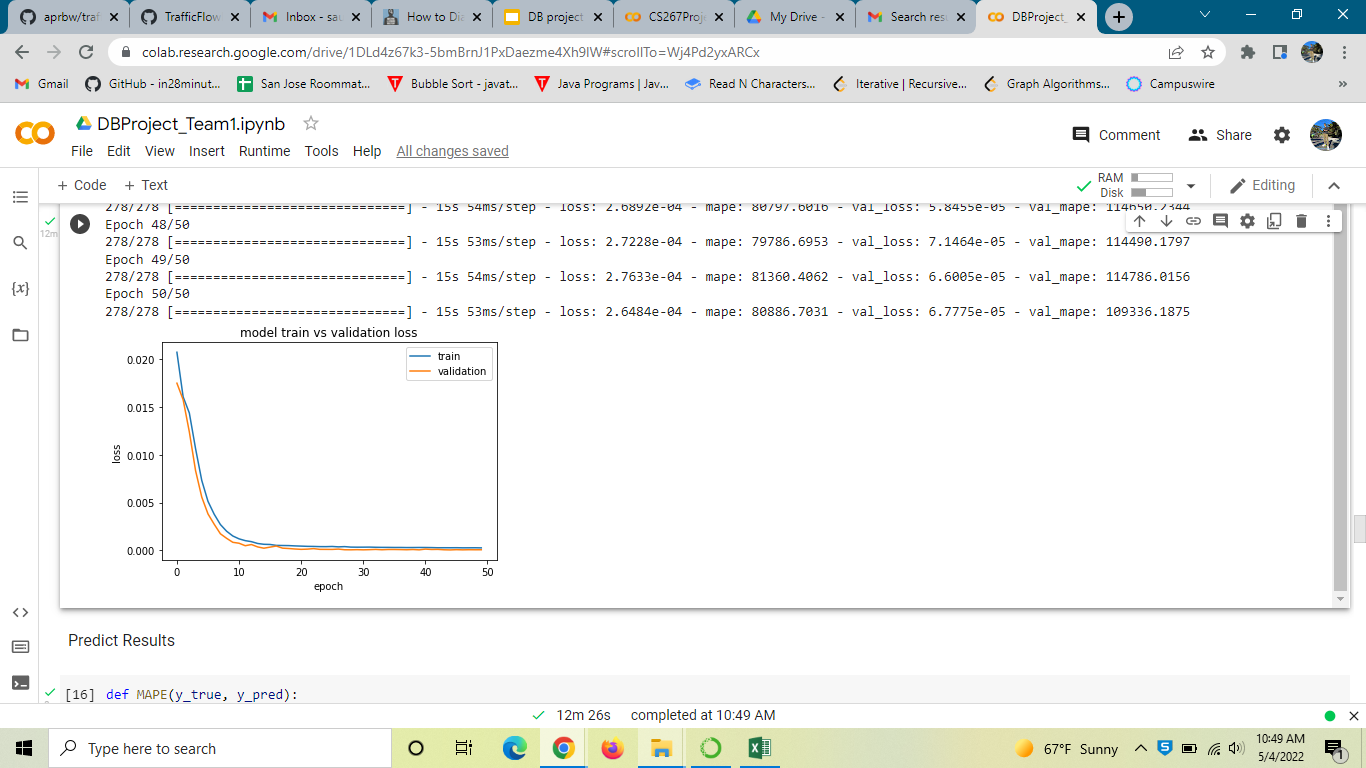 aprbw/traf
TrafficFlow
Inbox - sau
How to Dia
DB project
CS267Proj
My Drive -
Search resu
DBProject_
colab.research.google.com/drive/1DLd4z67k3-5bmBrnJ1PxDaezme4Xh9lW#scrollTo=Wj4Pd2yxARCx
Gmail
GitHub - in28minut...
San Jose Roommat...
Bubble Sort - javat...
Java Programs | Jav...
Read N Characters...
Iterative | Recursive...
Graph Algorithms...
Campuswire
DBProject_Team1.ipynb
Comment
Share
File Edit View Insert Runtime Tools Help All changes saved
+ Code + Text
RAM
Disk
Editing
12m
278/278 [==============================] - 15s 54ms/step - loss: 2.6892e-04 - mape: 80797.6016 - val_loss: 5.8455e-05 - val_mape: 114650.2344
Epoch 48/50
278/278 [==============================] - 15s 53ms/step - loss: 2.7228e-04 - mape: 79786.6953 - val_loss: 7.1464e-05 - val_mape: 114490.1797
Epoch 49/50
278/278 [==============================] - 15s 54ms/step - loss: 2.7633e-04 - mape: 81360.4062 - val_loss: 6.6005e-05 - val_mape: 114786.0156
Epoch 50/50
278/278 [==============================] - 15s 53ms/step - loss: 2.6484e-04 - mape: 80886.7031 - val_loss: 6.7775e-05 - val_mape: 109336.1875
model train vs validation loss
train
validation
0.020
0.015
0.010
0.005
0.000
loss
0 10 20 30 40 50
epoch
Predict Results
[16] def MAPE(y_true, y_pred):
12m 26s completed at 10:49 AM
Type here to search
67°F Sunny
10:49 AM
5/4/2022
1